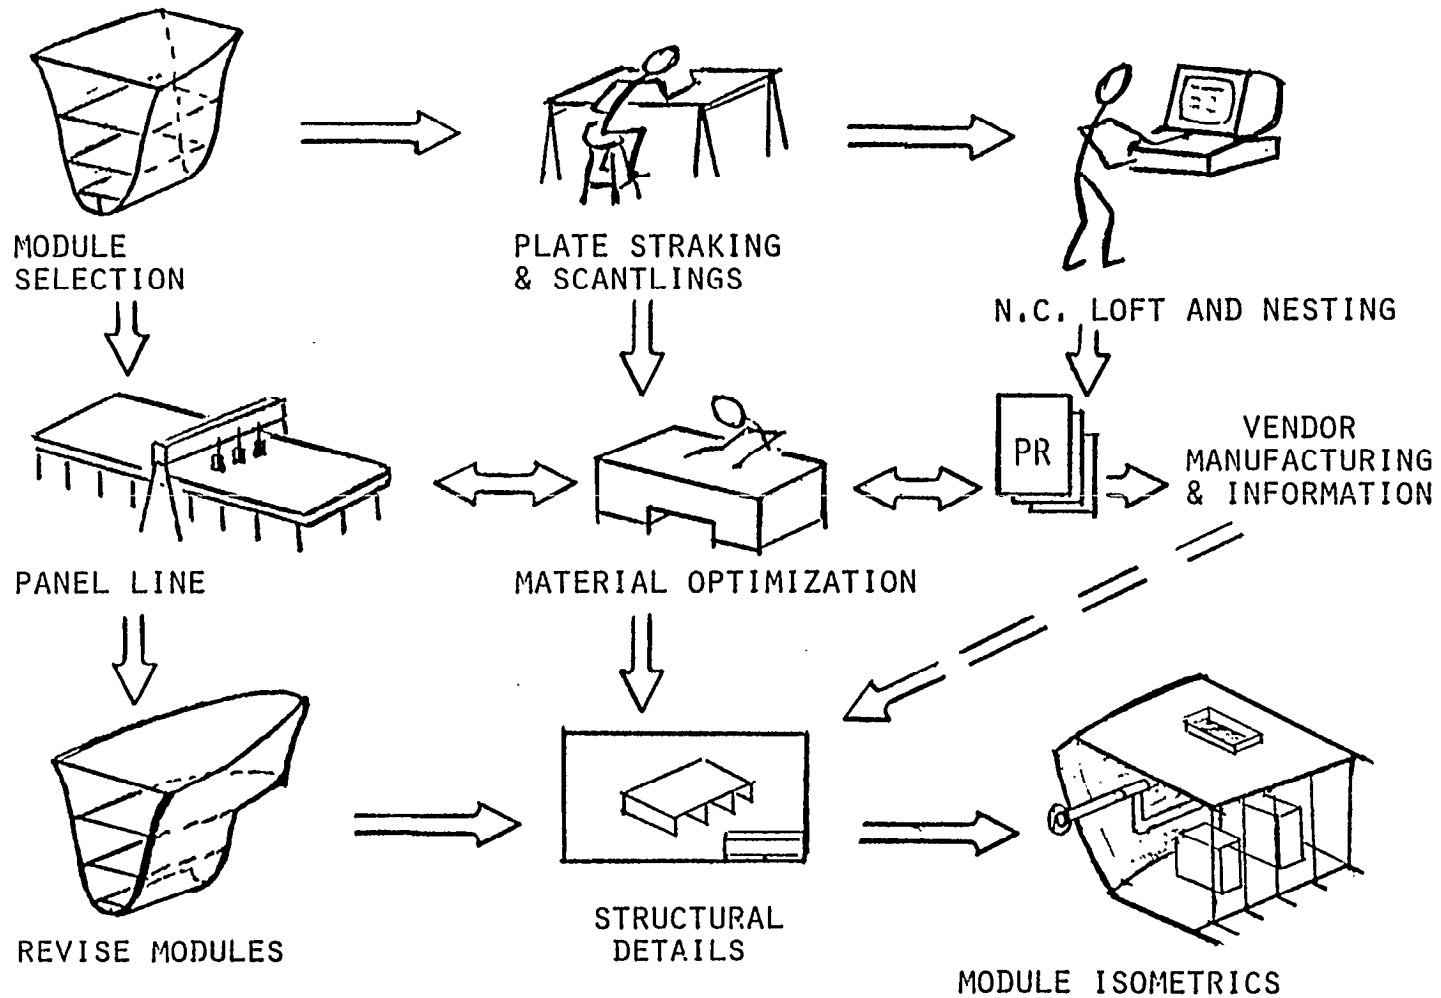 MODULE
SELECTION
PLATE STRAKING
& SCANTLINGS
N.C. LOFT AND NESTING
PR
VENDOR
MANUFACTURING
& INFORMATION
PANEL LINE
MATERIAL OPTIMIZATION
REVISE MODULES
STRUCTURAL
DETAILS
MODULE ISOMETRICS